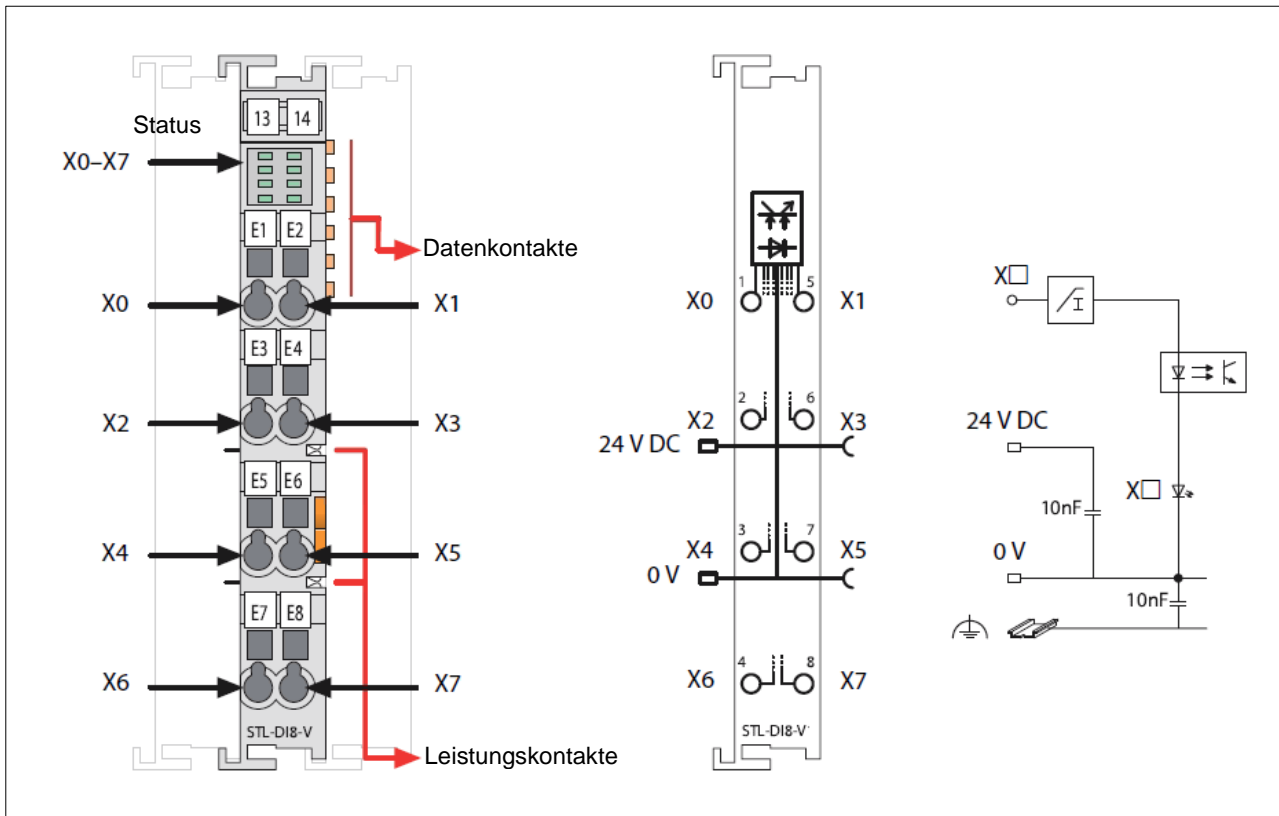 Status
X0–X7
13 14
E1 E2
Datenkontakte
X0 X1
E3 E4
X2 X3
E5 E6
X4 X5
E7 E8
X6 X7
STL-DI8-V
Leistungskontakte
1 5
X0 X1
2 6
X2 X3
24 V DC
3 7
X4 X5
0 V
4 8
X6 X7
STL-DI8-V
X□
I
24 V DC
X□
10nF
0 V
10nF